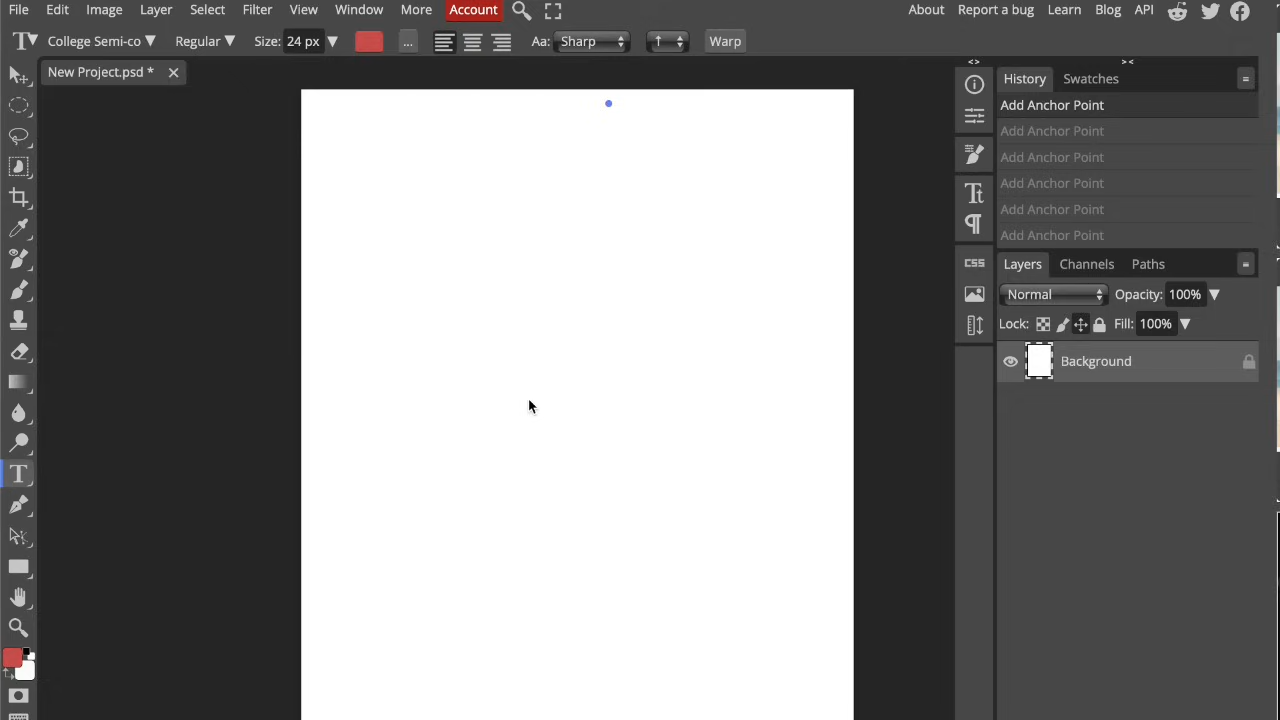 File Edit Image Layer Select Filter View Window More Account About Report a bug Learn Blog API
College Semi-co Regular Size: 24 px ... Aa: Sharp Warp
New Project.psd *
History Swatches
Add Anchor Point
Add Anchor Point
Add Anchor Point
Add Anchor Point
Add Anchor Point
Add Anchor Point
Layers Channels Paths
CSS
Normal Opacity: 100%
Lock: Fill: 100%
Background